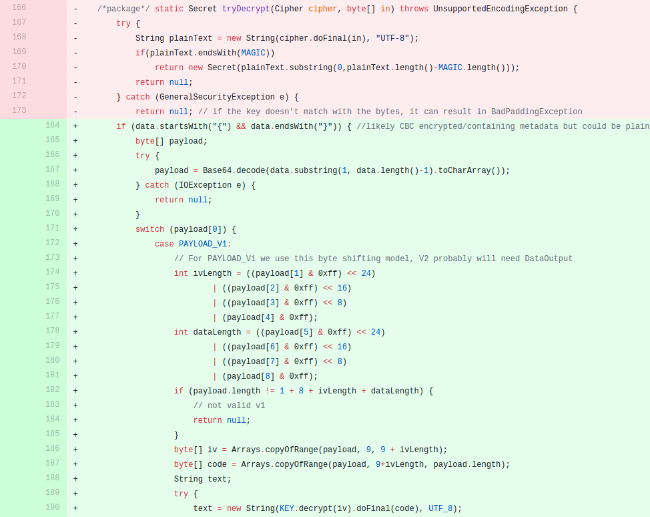 166 - /*package*/ static Secret tryDecrypt(Cipher cipher, byte[] in) throws UnsupportedEncodingException {
167 - try {
168 - String plainText = new String(cipher.doFinal(in), "UTF-8");
169 - if(plainText.endsWith(MAGIC))
170 - return new Secret(plainText.substring(0,plainText.length()-MAGIC.length()));
171 - return null;
172 - } catch (GeneralSecurityException e) {
173 - return null; // if the key doesn't match with the bytes, it can result in BadPaddingException
164 + if (data.startsWith("{") && data.endsWith("}")) { //likely CBC encrypted/containing metadata but could be plain
165 + byte[] payload;
166 + try {
167 + payload = Base64.decode(data.substring(1, data.length()-1).toCharArray());
168 + } catch (IOException e) {
169 + return null;
170 + }
171 + switch (payload[0]) {
172 + case PAYLOAD_V1:
173 + // For PAYLOAD_V1 we use this byte shifting model, V2 probably will need DataOutput
174 + int ivLength = ((payload[1] & 0xff) << 24)
175 + | ((payload[2] & 0xff) << 16)
176 + | ((payload[3] & 0xff) << 8)
177 + | (payload[4] & 0xff);
178 + int dataLength = ((payload[5] & 0xff) << 24)
179 + | ((payload[6] & 0xff) << 16)
180 + | ((payload[7] & 0xff) << 8)
181 + | (payload[8] & 0xff);
182 + if (payload.length != 1 + 8 + ivLength + dataLength) {
183 + // not valid v1
184 + return null;
185 + }
186 + byte[] iv = Arrays.copyOfRange(payload, 9, 9 + ivLength);
187 + byte[] code = Arrays.copyOfRange(payload, 9+ivLength, payload.length);
188 + String text;
189 + try {
190 + text = new String(KEY.decrypt(iv).doFinal(code), UTF_8);